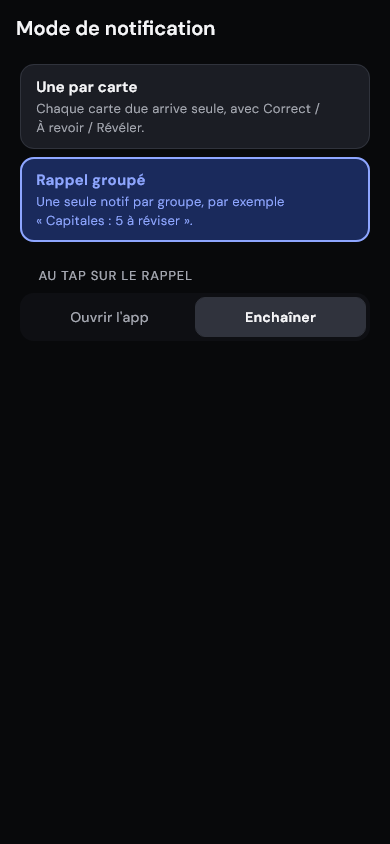 Mode de notification
Une par carte
Chaque carte due arrive seule, avec Correct /
À revoir / Révéler.
Rappel groupé
Une seule notif par groupe, par exemple
« Capitales : 5 à réviser ».
AU TAP SUR LE RAPPEL
Ouvrir l'app
Enchaîner